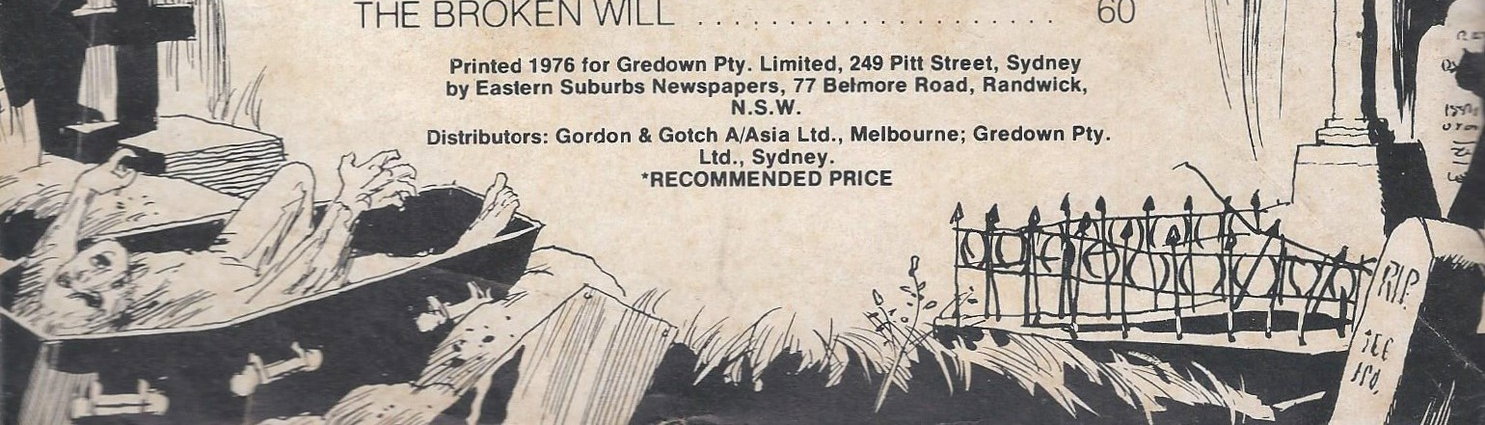 THE BROKEN WILL ..................... 60
Printed 1976 for Gredown Pty. Limited, 249 Pitt Street, Sydney
by Eastern Suburbs Newspapers, 77 Belmore Road, Randwick,
N.S.W.
Distributors: Gordon & Gotch A/Asia Ltd., Melbourne; Gredown Pty.
Ltd., Sydney.
*RECOMMENDED PRICE
RIP.